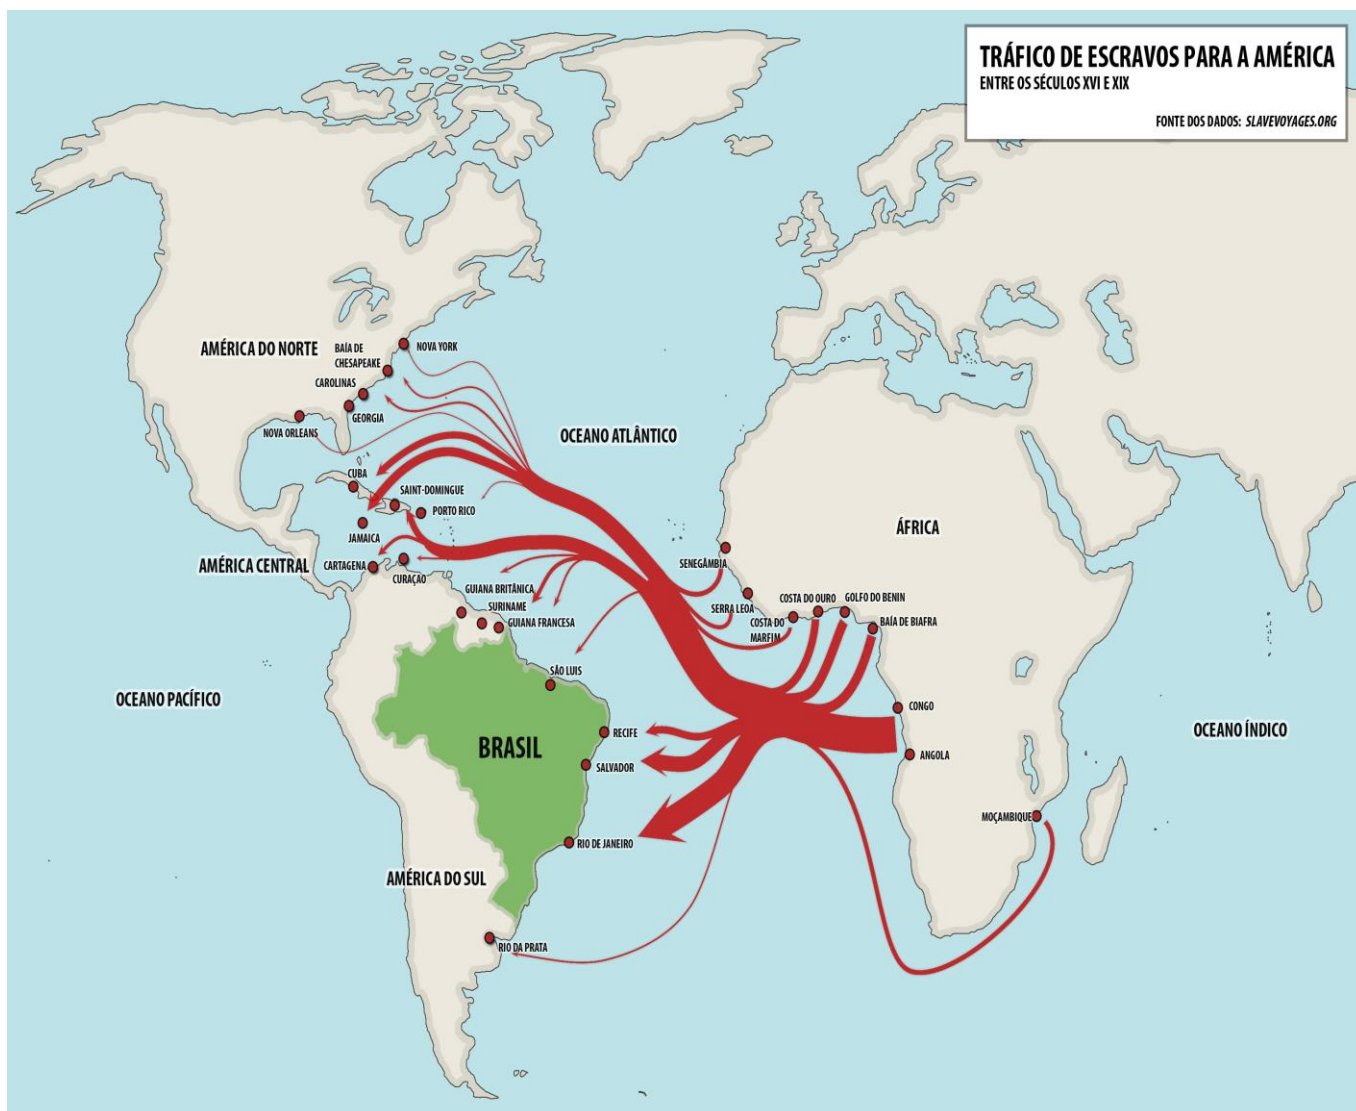 TRÁFICO DE ESCRAVOS PARA A AMÉRICA
ENTRE OS SÉCULOS XVI E XIX
FONTE DOS DADOS: SLAVEVOYAGES.ORG
AMÉRICA DO NORTE
BAÍA DE
CHESAPEAKE
NOVA YORK
CAROLINAS
GEORGIA
NOVA ORLEANS
OCEANO ATLÂNTICO
CUBA
SAINT-DOMINGUE
PORTO RICO
JAMAICA
AMÉRICA CENTRAL
CARTAGENA
CURAÇAO
GUIANA BRITÂNICA
SURINAME
GUIANA FRANCESA
ÁFRICA
SENEGÂMBIA
SERRA LEOA
COSTA DO
MARFIM
COSTA DO OURO
GOLFO DO BENIN
BAÍA DE BIAFRA
SÃO LUIS
OCEANO PACÍFICO
BRASIL
RECIFE
SALVADOR
CONGO
ANGOLA
OCEANO ÍNDICO
MOÇAMBIQUE
RIO DE JANEIRO
AMÉRICA DO SUL
RIO DA PRATA